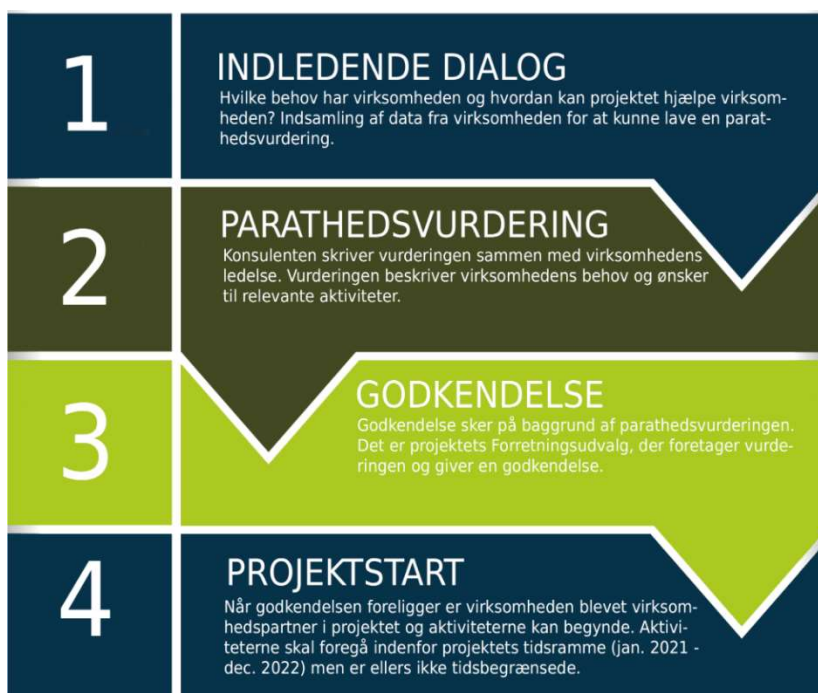 1
INDLEDENDE DIALOG
Hvilke behov har virksomheden og hvordan kan projektet hjælpe virksom-
heden? Indsamling af data fra virksomheden for at kunne lave en parat-
hedsvurdering.
2
PARATHEDSVURDERING
Konsulenten skriver vurderingen sammen med virksomhedens
ledelse. Vurderingen beskriver virksomhedens behov og ønsker
til relevante aktiviteter.
3
GODKENDELSE
Godkendelse sker på baggrund af parathedsvurderingen.
Det er projektets Forretningsudvalg, der foretager vurde-
ringen og giver en godkendelse.
4
PROJEKTSTART
Når godkendelsen foreligger er virksomheden blevet virksom-
hedspartner i projektet og aktiviteterne kan begynde. Aktivi-
teterne skal foregå indenfor projektets tidsramme (jan. 2021 -
dec. 2022) men er ellers ikke tidsbegrænsede.